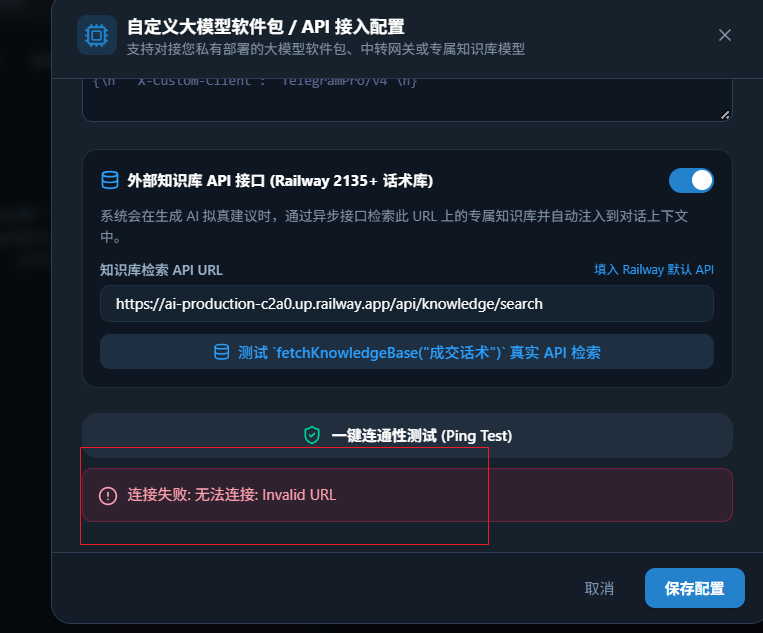 自定义大模型软件包 / API 接入配置
支持对接您私有部署的大模型软件包、中转网关或专属知识库模型
{\n "X-Custom-Client": "TelegramPro/v4"\n}
外部知识库 API 接口 (Railway 2135+ 话术库)
系统会在生成 AI 拟真建议时，通过异步接口检索此 URL 上的专属知识库并自动注入到对话上下文
中。
知识库检索 API URL
填入 Railway 默认 API
https://ai-production-c2a0.up.railway.app/api/knowledge/search
测试 `fetchKnowledgeBase("成交话术")` 真实 API 检索
一键连通性测试 (Ping Test)
连接失败: 无法连接: Invalid URL
取消
保存配置